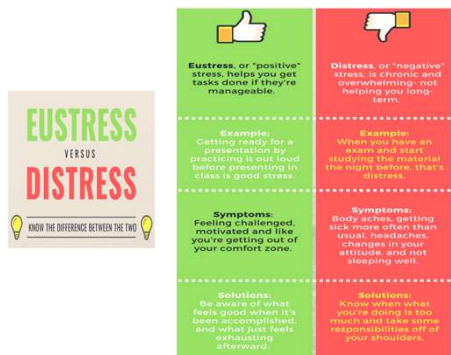 EUSTRESS
VERSUS
DISTRESS
KNOW THE DIFFERENCE BETWEEN THE TWO
Eustress, or "positive"
stress, helps you get
tasks done if they're
manageable.
Example:
Getting ready for a
presentation by
practicing it out loud
before presenting in
class is good stress.
Symptoms:
Feeling challenged,
motivated and like
you're getting out of
your comfort zone.
Solutions:
Be aware of what
feels good when it's
been accomplished,
and what just feels
exhausting
afterward.
Distress, or "negative"
stress, is chronic and
overwhelming- not
helping you long-
term.
Example:
When you have an
exam and start
studying the material
the night before, that's
distress.
Symptoms:
Body aches, getting
sick more often than
usual, headaches,
changes in your
attitude, and not
sleeping well.
Solutions:
Know when what
you're doing is too
much and take some
responsibilities off of
your shoulders.